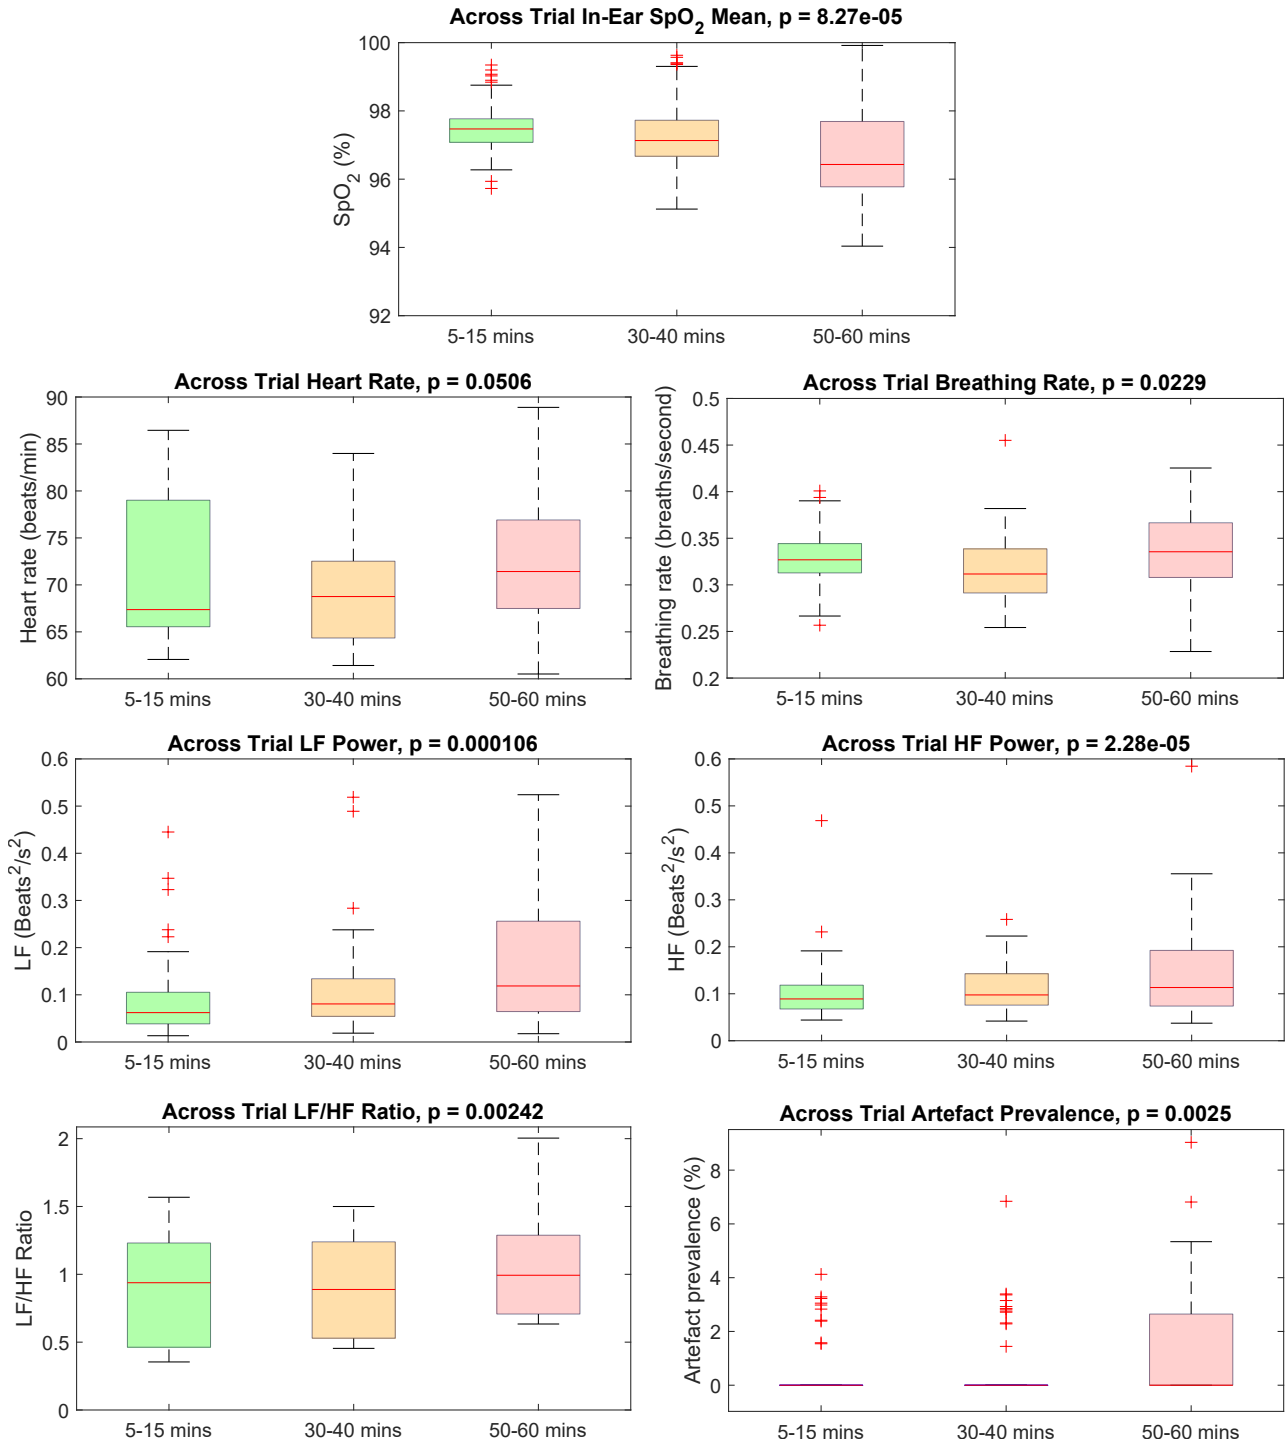 Across Trial In-Ear SpO2 Mean, p = 8.27e-05
SpO2 (%)
100
98
96
94
92
5-15 mins 30-40 mins 50-60 mins
Across Trial Heart Rate, p = 0.0506
Heart rate (beats/min)
90
85
80
75
70
65
60
5-15 mins 30-40 mins 50-60 mins
Across Trial Breathing Rate, p = 0.0229
Breathing rate (breaths/second)
0.5
0.45
0.4
0.35
0.3
0.25
0.2
5-15 mins 30-40 mins 50-60 mins
Across Trial LF Power, p = 0.000106
LF (Beats2/s2)
0.6
0.5
0.4
0.3
0.2
0.1
0
5-15 mins 30-40 mins 50-60 mins
Across Trial HF Power, p = 2.28e-05
HF (Beats2/s2)
0.6
0.5
0.4
0.3
0.2
0.1
0
5-15 mins 30-40 mins 50-60 mins
Across Trial LF/HF Ratio, p = 0.00242
LF/HF Ratio
2
1.5
1
0.5
0
5-15 mins 30-40 mins 50-60 mins
Across Trial Artefact Prevalence, p = 0.0025
Artefact prevalence (%)
8
6
4
2
0
5-15 mins 30-40 mins 50-60 mins